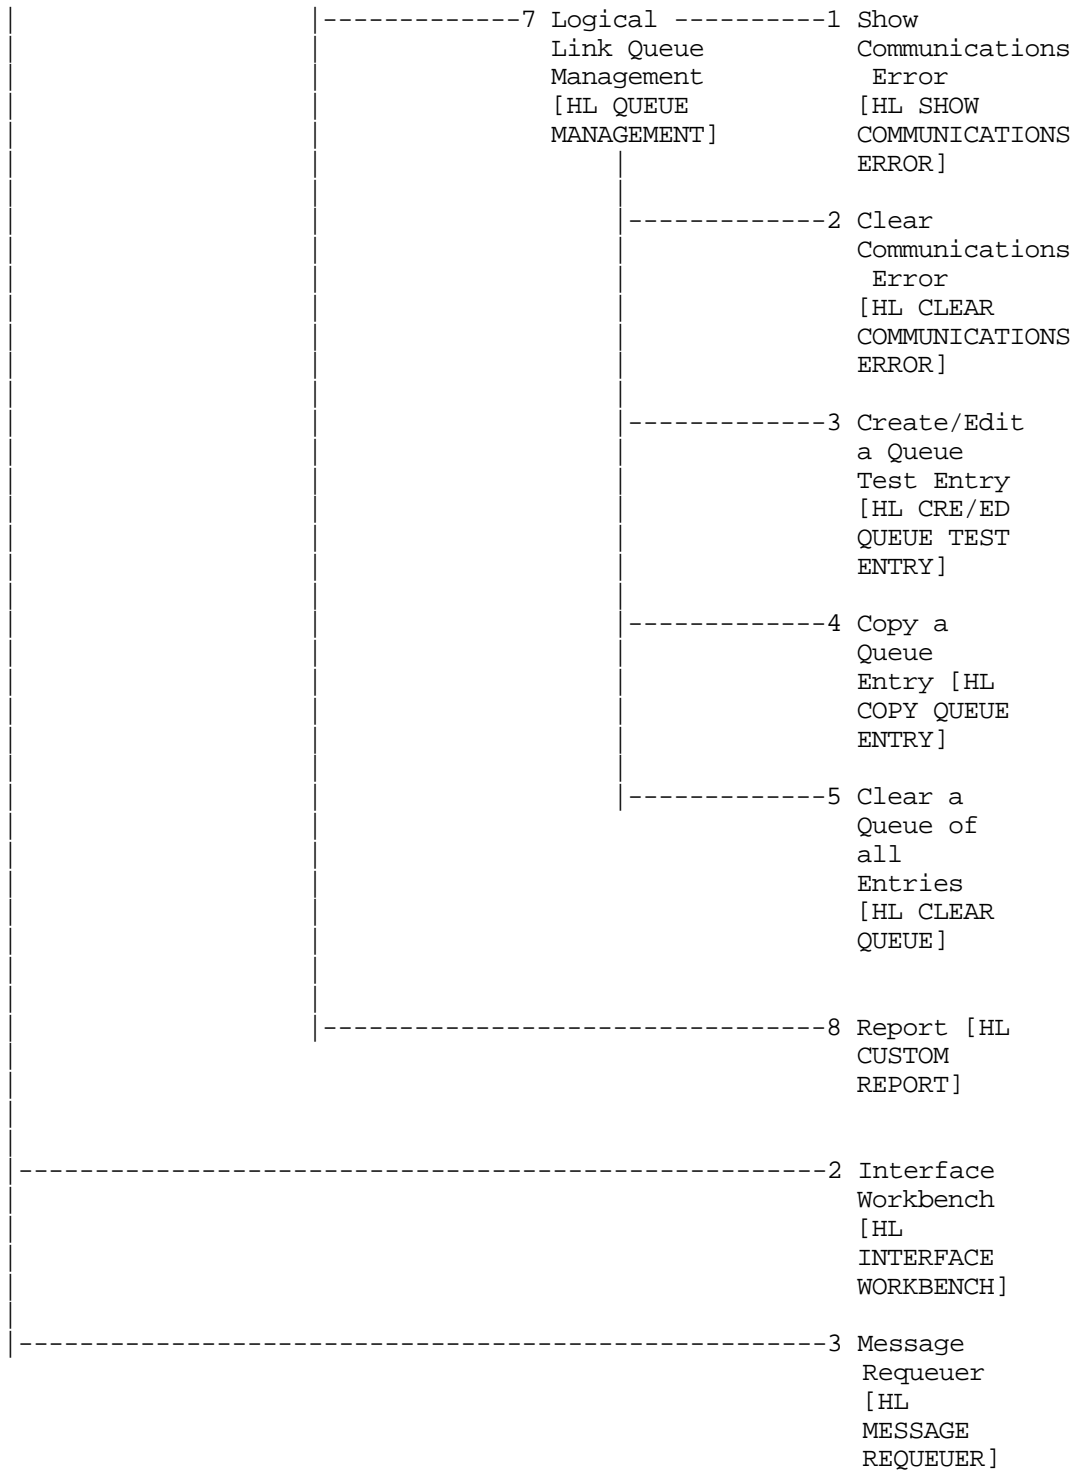 |-------------7 Logical ----------1 Show
Link Queue Communications
Management Error
[HL QUEUE [HL SHOW
MANAGEMENT] COMMUNICATIONS
ERROR]
|-------------2 Clear
Communications
Error
[HL CLEAR
COMMUNICATIONS
ERROR]
|-------------3 Create/Edit
a Queue
Test Entry
[HL CRE/ED
QUEUE TEST
ENTRY]
|-------------4 Copy a
Queue
Entry [HL
COPY QUEUE
ENTRY]
|-------------5 Clear a
Queue of
all
Entries
[HL CLEAR
QUEUE]
|---------------------------------8 Report [HL
CUSTOM
REPORT]
|-----------------------------------------------------2 Interface
Workbench
[HL
INTERFACE
WORKBENCH]
|-----------------------------------------------------3 Message
Requeuer
[HL
MESSAGE
REQUEUER]